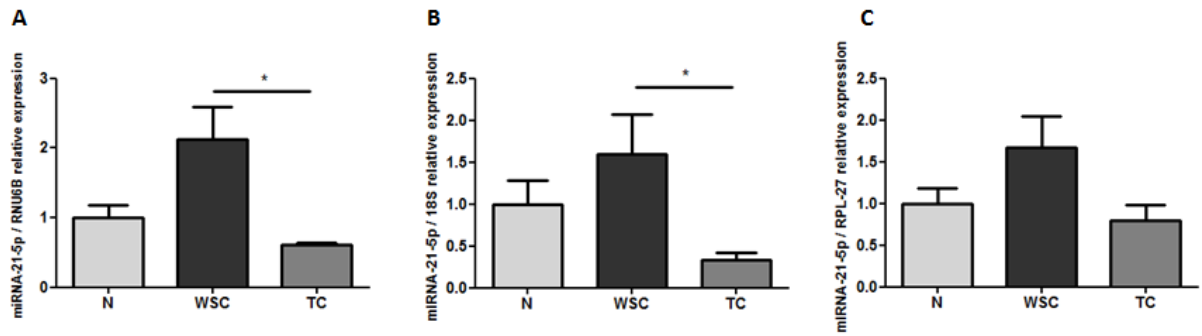 A
B
C
miRNA-21-5p / RNU6B relative expression
3
2
1
0
*
N WSC TC
miRNA-21-5p / 18S relative expression
2.5
2.0
1.5
1.0
0.5
0.0
*
N WSC TC
miRNA-21-5p / RPL-27 relative expression
2.5
2.0
1.5
1.0
0.5
0.0
N WSC TC